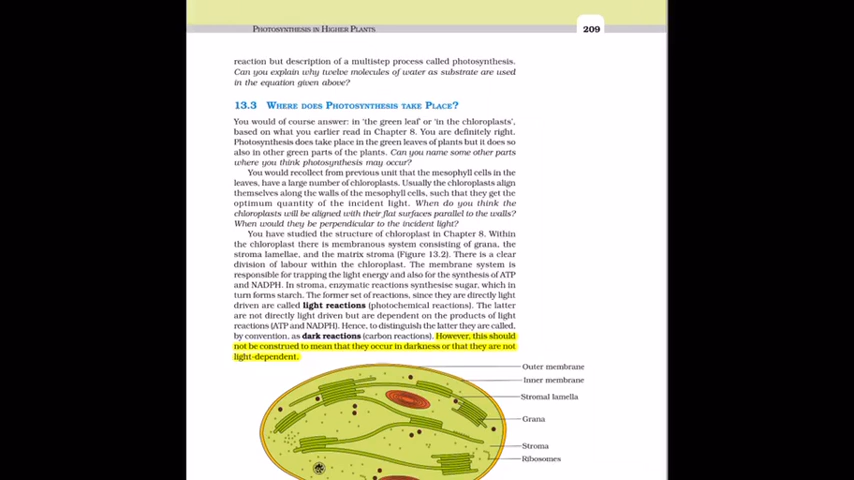 PHOTOSYNTHESIS IN HIGHER PLANTS
209
reaction but description of a multistep process called photosynthesis.
Can you explain why twelve molecules of water as substrate are used
in the equation given above?
13.3 WHERE DOES PHOTOSYNTHESIS TAKE PLACE?
You would of course answer: in 'the green leaf' or 'in the chloroplasts',
based on what you earlier read in Chapter 8. You are definitely right.
Photosynthesis does take place in the green leaves of plants but it does so
also in other green parts of the plants. Can you name some other parts
where you think photosynthesis may occur?
You would recollect from previous unit that the mesophyll cells in the
leaves, have a large number of chloroplasts. Usually the chloroplasts align
themselves along the walls of the mesophyll cells, such that they get the
optimum quantity of the incident light. When do you think the
chloroplasts will be aligned with their flat surfaces parallel to the walls?
When would they be perpendicular to the incident light?
You have studied the structure of chloroplast in Chapter 8. Within
the chloroplast there is membranous system consisting of grana, the
stroma lamellae, and the matrix stroma (Figure 13.2). There is a clear
division of labour within the chloroplast. The membrane system is
responsible for trapping the light energy and also for the synthesis of ATP
and NADPH. In stroma, enzymatic reactions synthesise sugar, which in
turn forms starch. The former set of reactions, since they are directly light
driven are called light reactions (photochemical reactions). The latter
are not directly light driven but are dependent on the products of light
reactions (ATP and NADPH). Hence, to distinguish the latter they are called,
by convention, as dark reactions (carbon reactions). However, this should
not be construed to mean that they occur in darkness or that they are not
light-dependent.
Outer membrane
Inner membrane
Stromal lamella
Grana
Stroma
Ribosomes